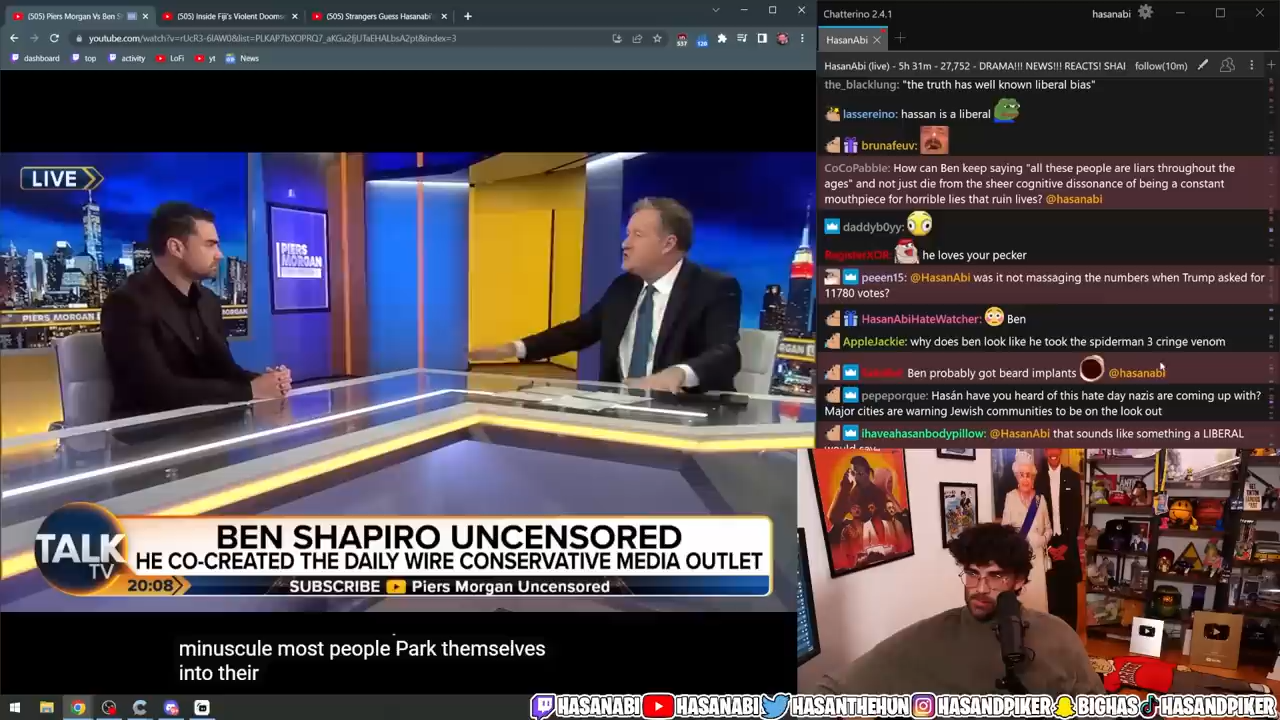 (505) Piers Morgan Vs Ben S
(505) Inside Fiji's Violent Dooms
(505) Strangers Guess Hasanabi'
youtube.com/watch?v=rUcR3-6lAW0&list=PLKAP7bXOPRQ7_aKGu2fjUTaEHALbsA2pt&index=3
537
128
dashboard
top
activity
LoFi
yt
News
LIVE
PIERS
MORGAN
PIERS MORGAN
TALK
TV
20:08
BEN SHAPIRO UNCENSORED
HE CO-CREATED THE DAILY WIRE CONSERVATIVE MEDIA OUTLET
SUBSCRIBE Piers Morgan Uncensored
minuscule most people Park themselves
into their
Chatterino 2.4.1
hasanabi
HasanAbi
HasanAbi (live) - 5h 31m - 27,752 - DRAMA!!! NEWS!!! REACTS! SHAI
follow(10m)
the_blacklung: "the truth has well known liberal bias"
lassereino: hassan is a liberal
brunafeuv:
CoCoPabble: How can Ben keep saying "all these people are liars throughout the
ages" and not just die from the sheer cognitive dissonance of being a constant
mouthpiece for horrible lies that ruin lives? @hasanabi
daddyb0yy:
RegisterXOR: he loves your pecker
peeen15: @HasanAbi was it not massaging the numbers when Trump asked for
11780 votes?
HasanAbiHateWatcher: Ben
AppleJackie: why does ben look like he took the spiderman 3 cringe venom
Ben probably got beard implants @hasanabi
pepeporque: Hasán have you heard of this hate day nazis are coming up with?
Major cities are warning Jewish communities to be on the look out
ihaveahasanbodypillow: @HasanAbi that sounds like something a LIBERAL
would say
HASANABI HASANABI HASANTHEHUN HASANDPIKER BIGHAS HASANDPIKER